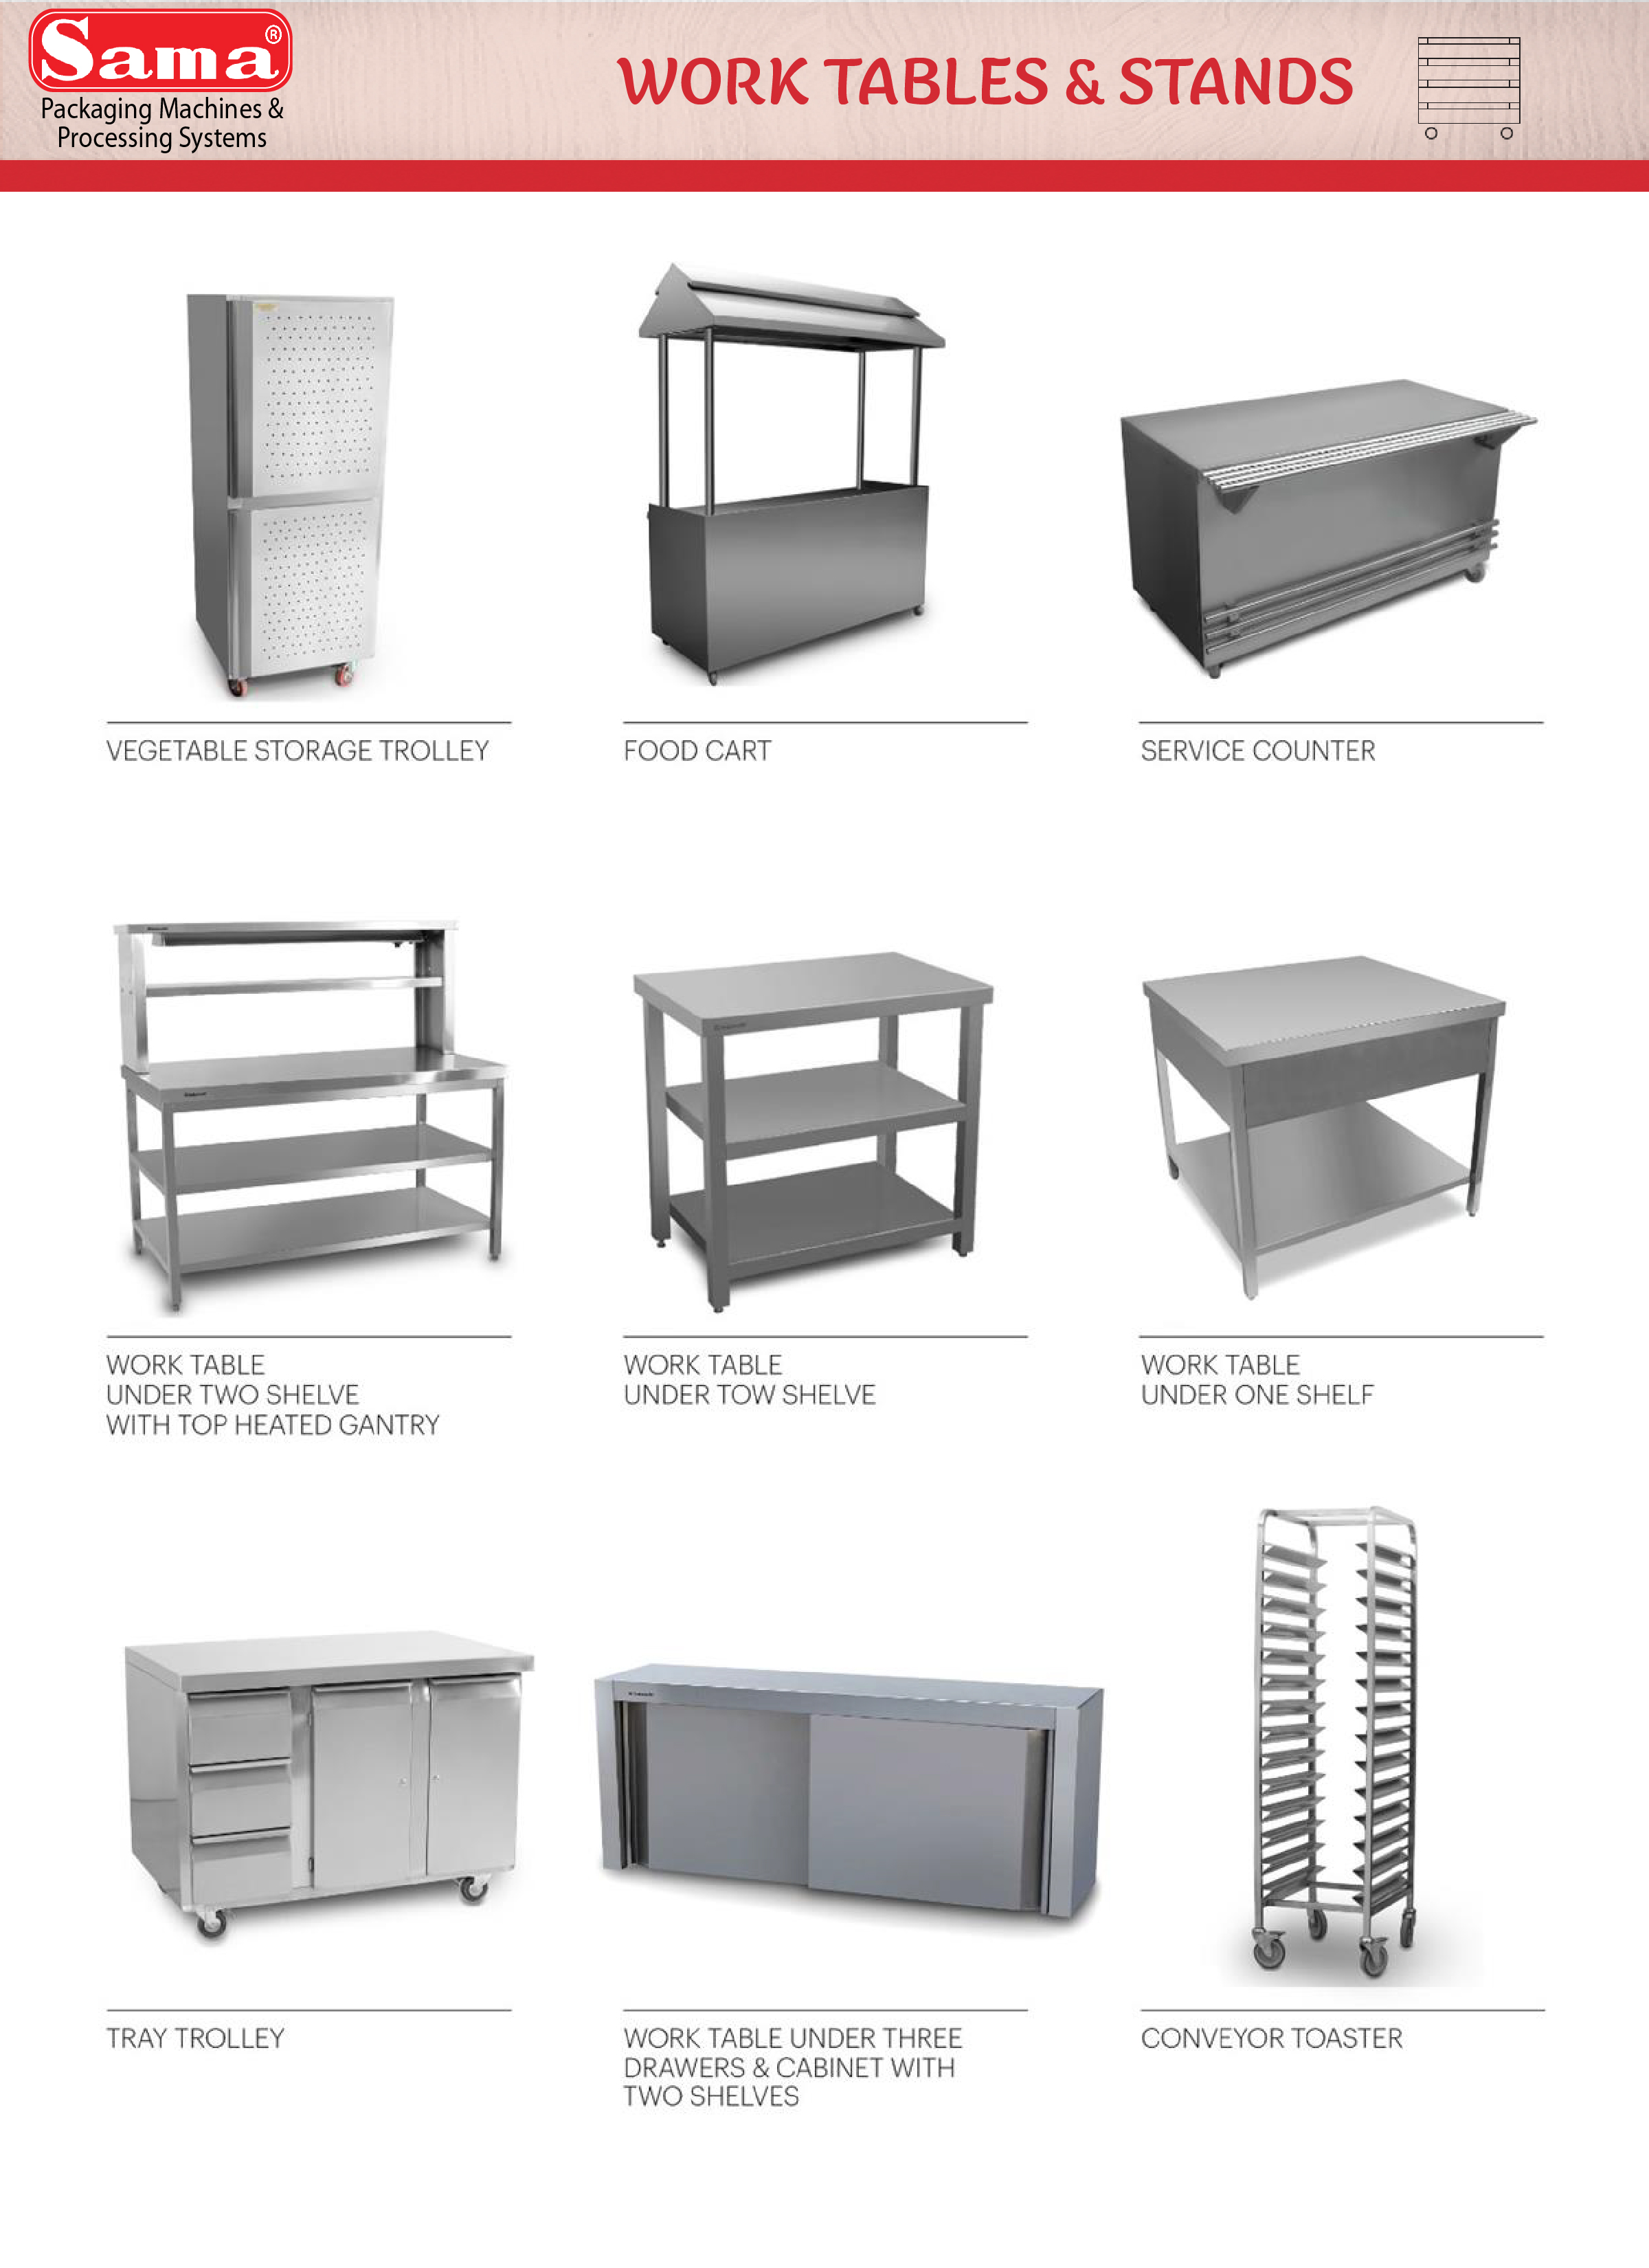 Sama®
Packaging Machines &
Processing Systems
WORK TABLES & STANDS
VEGETABLE STORAGE TROLLEY
FOOD CART
SERVICE COUNTER
WORK TABLE
UNDER TWO SHELVE
WITH TOP HEATED GANTRY
WORK TABLE
UNDER TOW SHELVE
WORK TABLE
UNDER ONE SHELF
TRAY TROLLEY
WORK TABLE UNDER THREE
DRAWERS & CABINET WITH
TWO SHELVES
CONVEYOR TOASTER